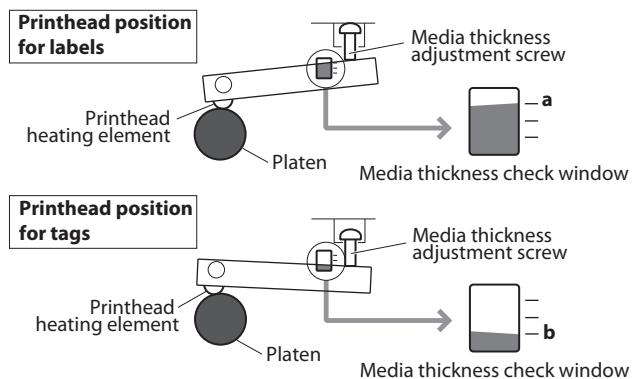 Printhead position
for labels
Media thickness
adjustment screw
Printhead
heating element
Platen
a
Media thickness check window
Printhead position
for tags
Media thickness
adjustment screw
Printhead
heating element
Platen
b
Media thickness check window